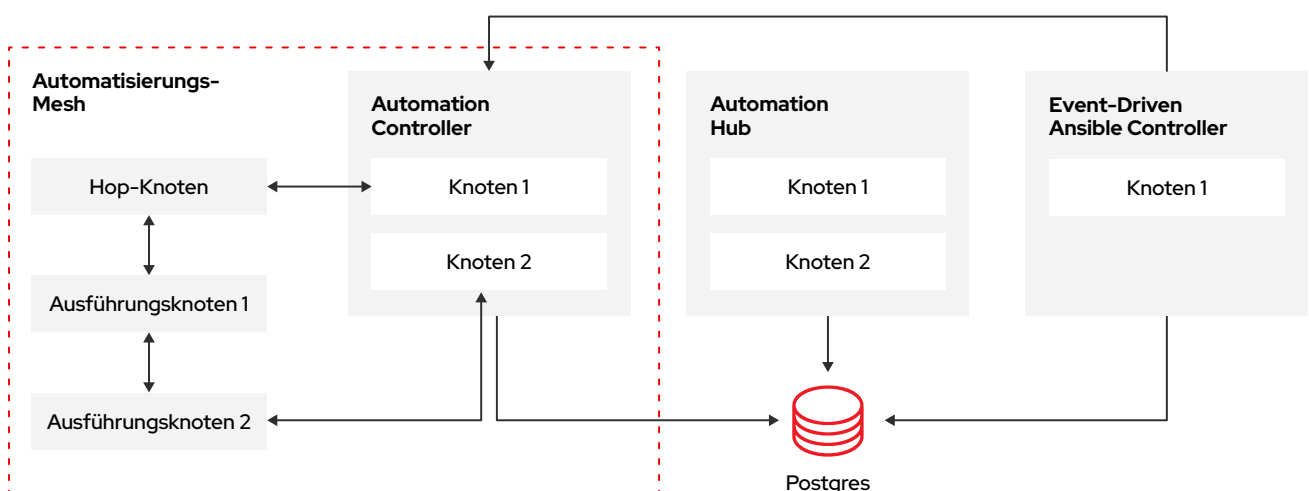 Automatisierungs-
Mesh
Hop-Knoten
Ausführungsknoten 1
Ausführungsknoten 2
Automation
Controller
Knoten 1
Knoten 2
Automation
Hub
Knoten 1
Knoten 2
Event-Driven
Ansible Controller
Knoten 1
Postgres